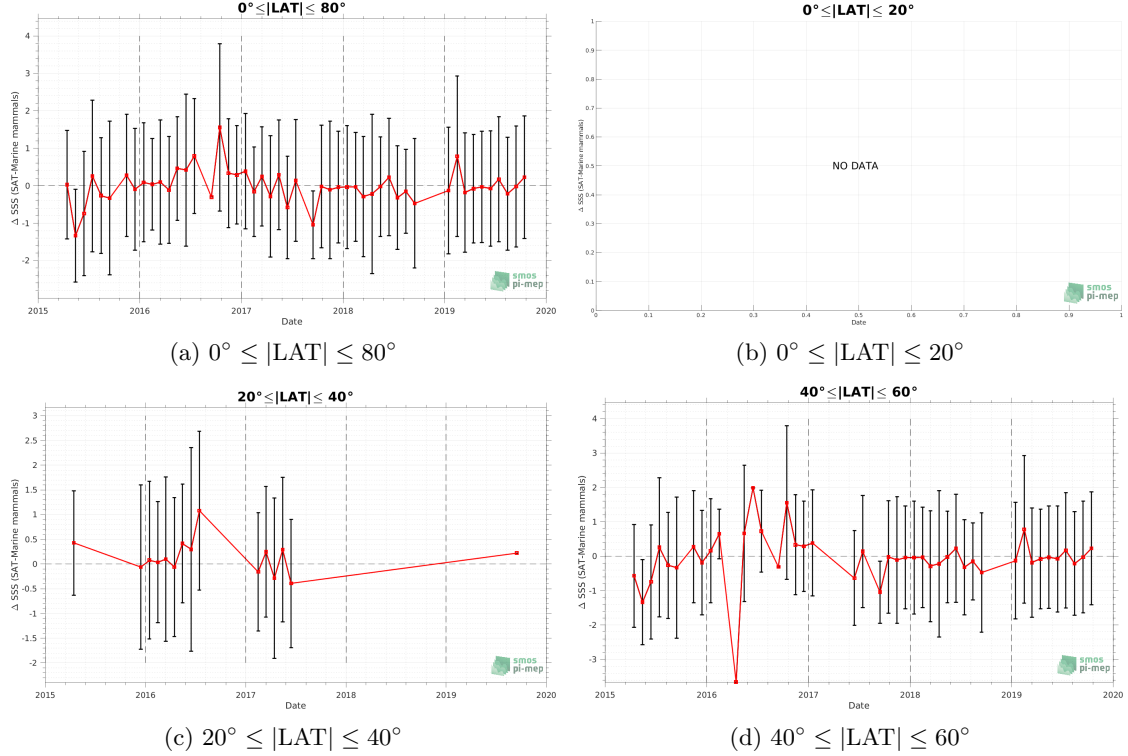 0°≤|LAT|≤ 80°
Δ SSS (SAT-Marine mammals)
4
3
2
1
0
-1
-2
2015 2016 2017 2018 2019 2020
Date
smos
pi-mep
(a) 0° ≤ |LAT| ≤ 80°
0°≤|LAT|≤ 20°
Δ SSS (SAT-Marine mammals)
1
0.9
0.8
0.7
0.6
0.5
0.4
0.3
0.2
0.1
0
NO DATA
0 0.1 0.2 0.3 0.4 0.5 0.6 0.7 0.8 0.9 1
Date
smos
pi-mep
(b) 0° ≤ |LAT| ≤ 20°
20°≤|LAT|≤ 40°
Δ SSS (SAT-Marine mammals)
3
2.5
2
1.5
1
0.5
0
-0.5
-1
-1.5
-2
2015 2016 2017 2018 2019 2020
Date
smos
pi-mep
(c) 20° ≤ |LAT| ≤ 40°
40°≤|LAT|≤ 60°
Δ SSS (SAT-Marine mammals)
4
3
2
1
0
-1
-2
-3
2015 2016 2017 2018 2019 2020
Date
smos
pi-mep
(d) 40° ≤ |LAT| ≤ 60°